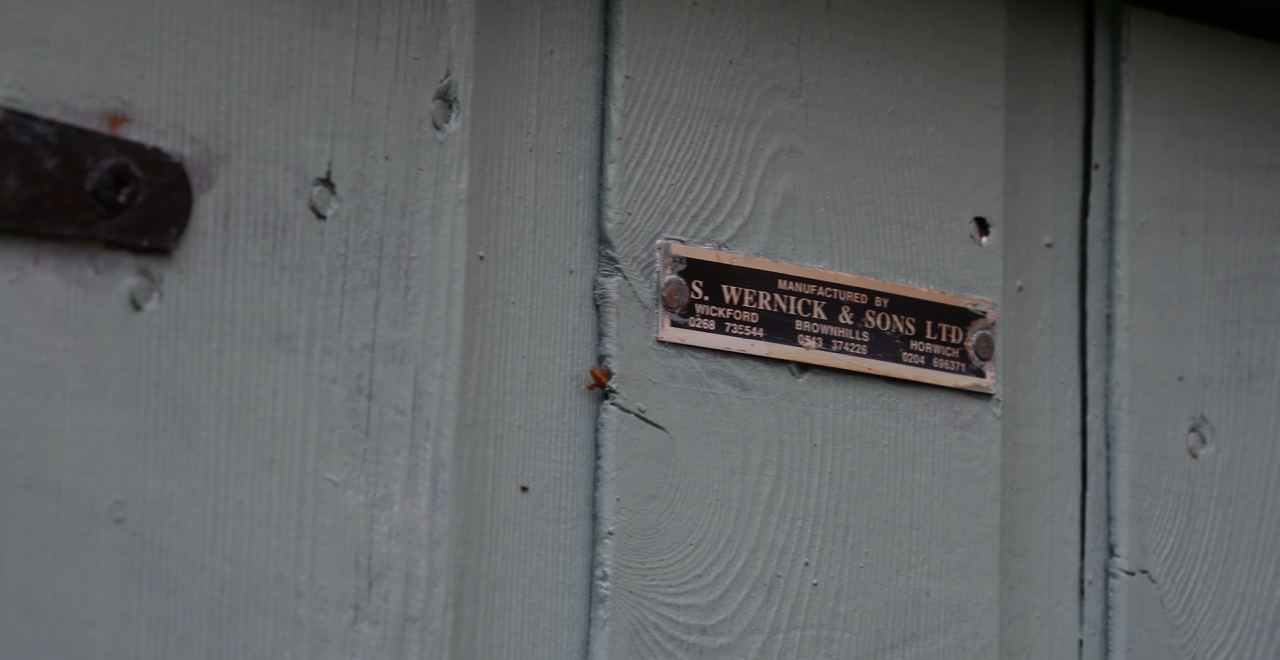 MANUFACTURED BY
S. WERNICK & SONS LTD.
WICKFORD BROWNHILLS HORWICH
0268 735544 0543 374226 0204 696371